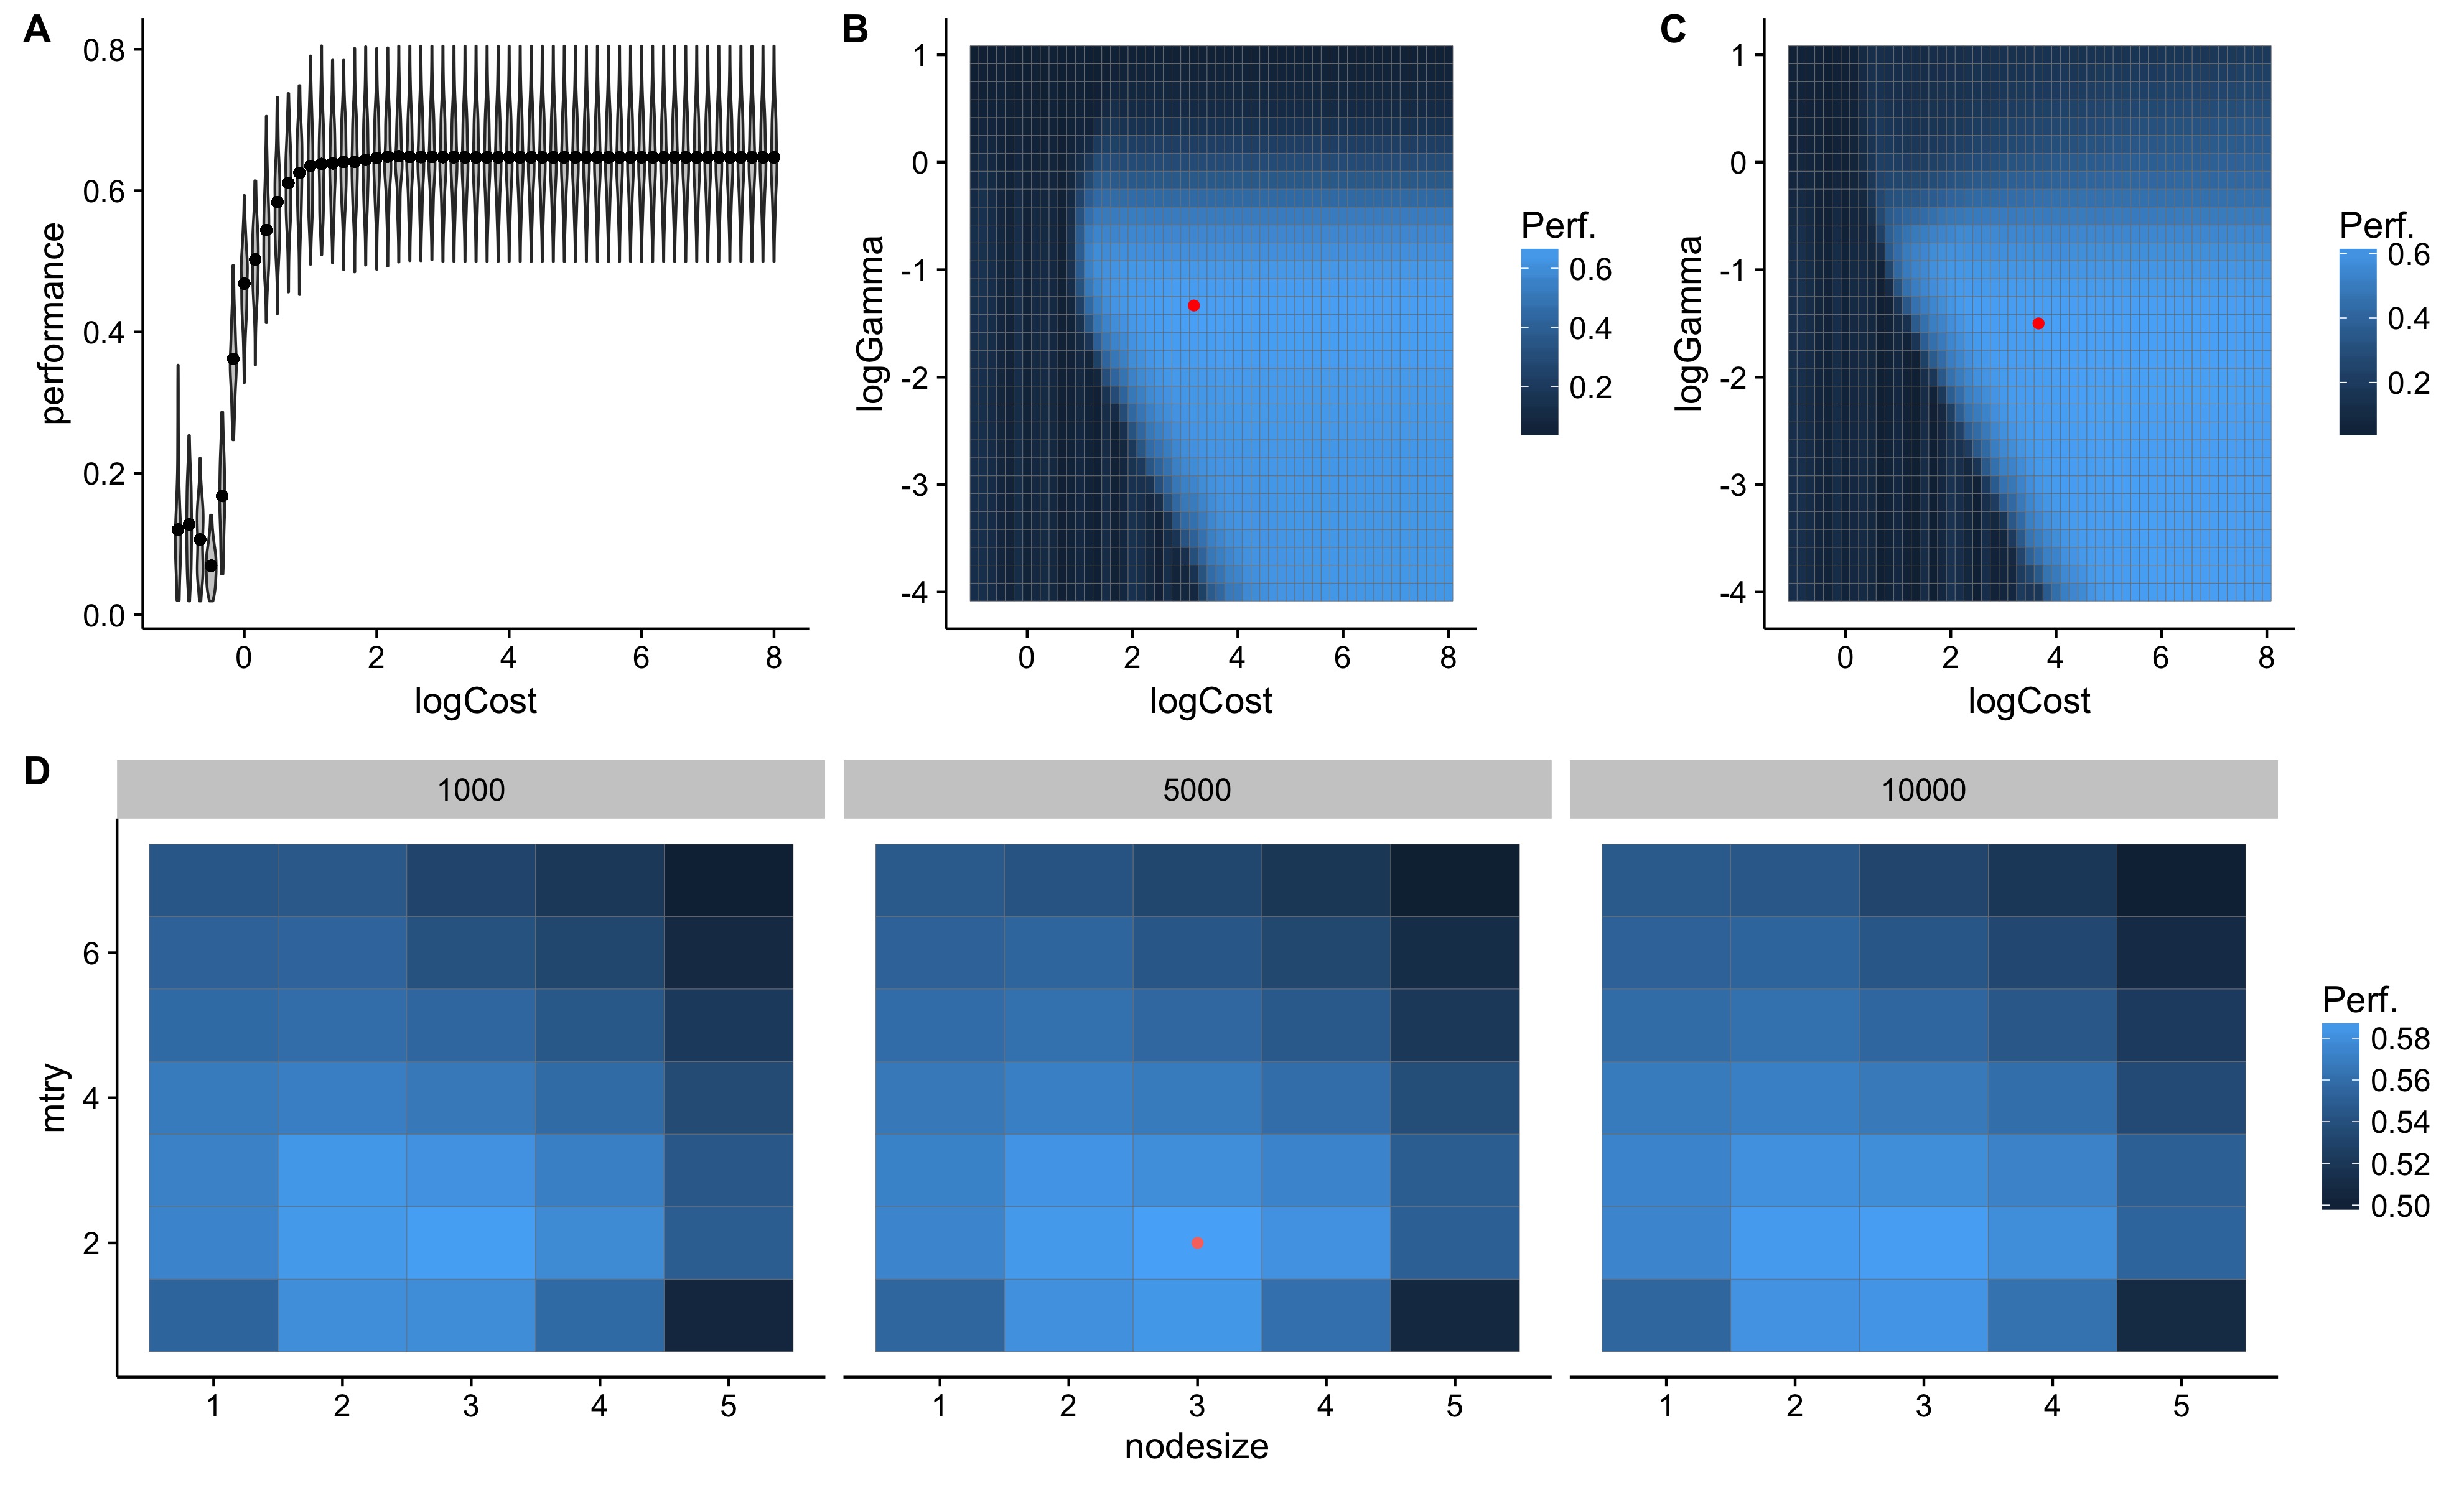 A
0.8
0.6
0.4
0.2
0.0
performance
0 2 4 6 8
logCost
B
1
0
-1
-2
-3
-4
logGamma
0 2 4 6 8
logCost
Perf.
0.6
0.4
0.2
C
1
0
-1
-2
-3
-4
logGamma
0 2 4 6 8
logCost
Perf.
0.6
0.4
0.2
D
1000 5000 10000
6
4
2
mtry
1 2 3 4 5 1 2 3 4 5 1 2 3 4 5
nodesize
Perf.
0.58
0.56
0.54
0.52
0.50